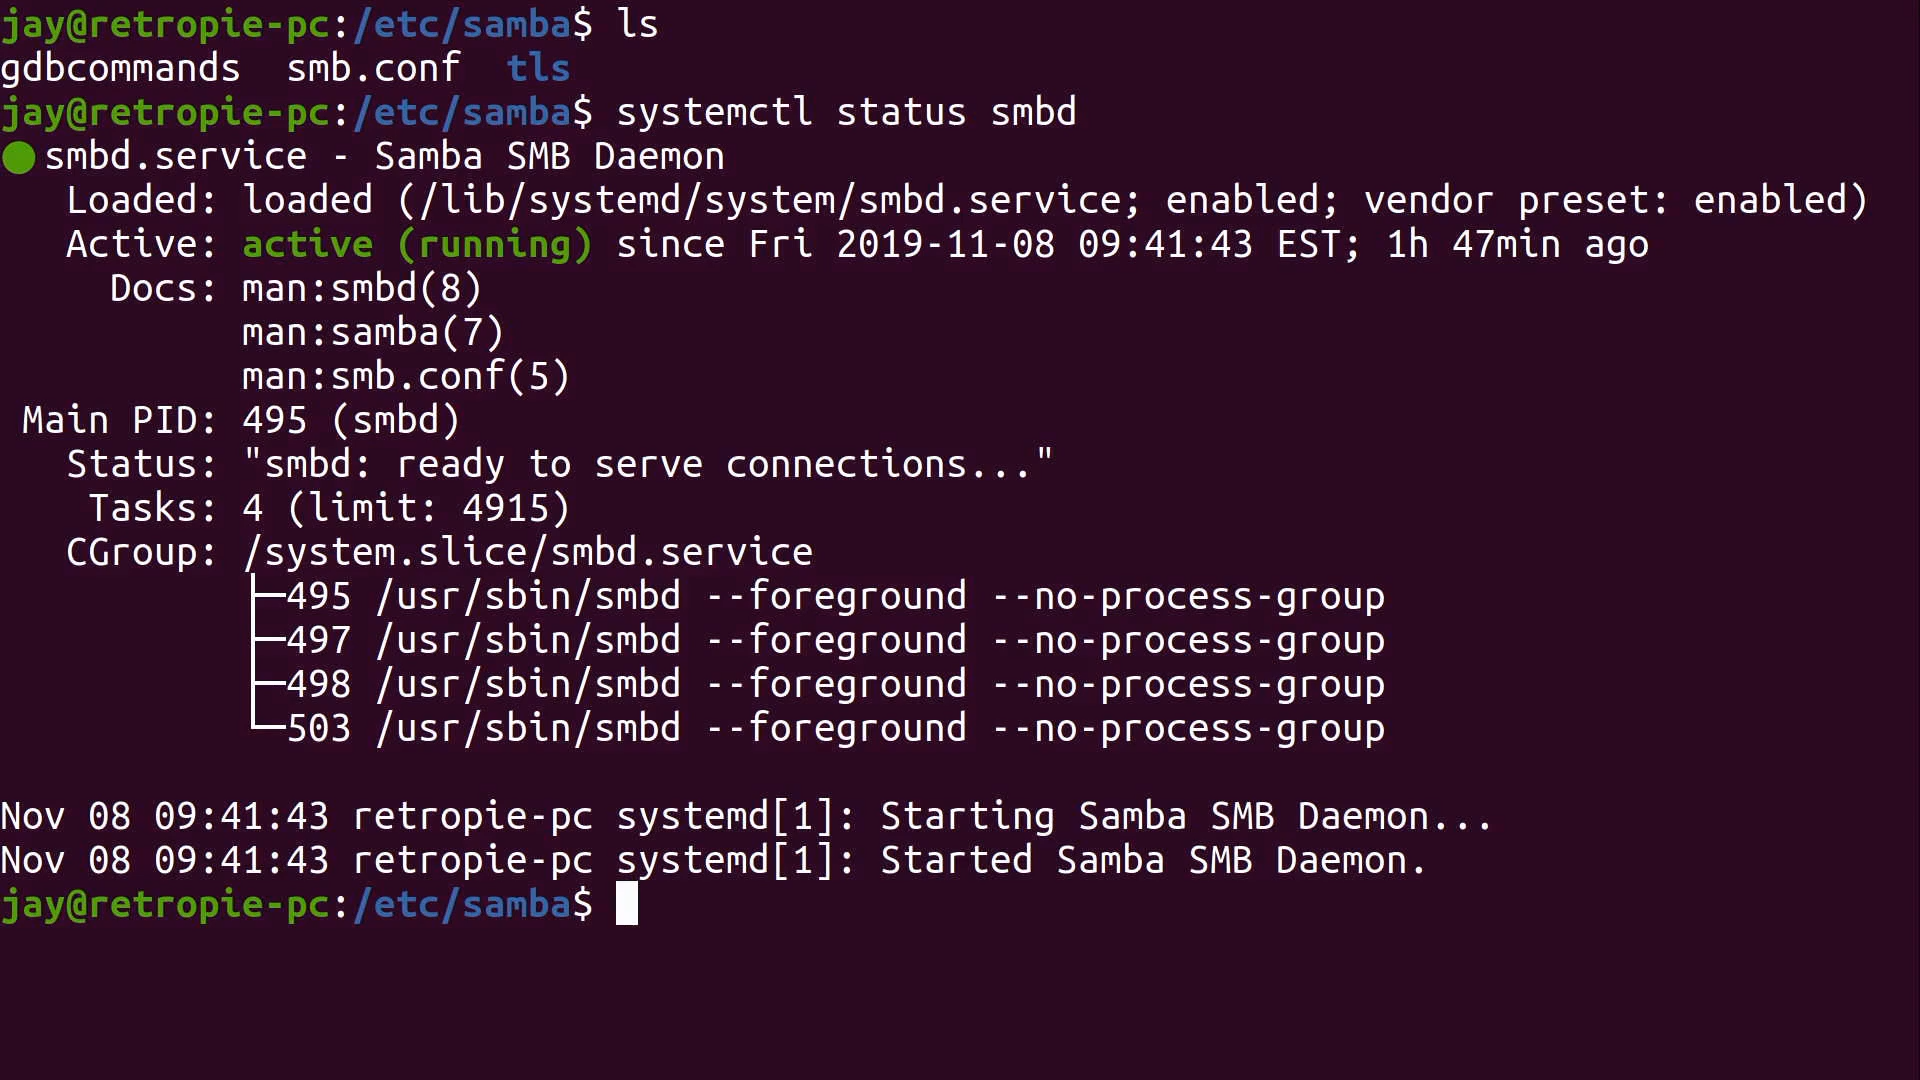 jay@retropie-pc:/etc/samba$ ls
gdbcommands  smb.conf  tls
jay@retropie-pc:/etc/samba$ systemctl status smbd
● smbd.service - Samba SMB Daemon
   Loaded: loaded (/lib/systemd/system/smbd.service; enabled; vendor preset: enabled)
   Active: active (running) since Fri 2019-11-08 09:41:43 EST; 1h 47min ago
     Docs: man:smbd(8)
           man:samba(7)
           man:smb.conf(5)
 Main PID: 495 (smbd)
   Status: "smbd: ready to serve connections..."
    Tasks: 4 (limit: 4915)
   CGroup: /system.slice/smbd.service
           ├─495 /usr/sbin/smbd --foreground --no-process-group
           ├─497 /usr/sbin/smbd --foreground --no-process-group
           ├─498 /usr/sbin/smbd --foreground --no-process-group
           └─503 /usr/sbin/smbd --foreground --no-process-group

Nov 08 09:41:43 retropie-pc systemd[1]: Starting Samba SMB Daemon...
Nov 08 09:41:43 retropie-pc systemd[1]: Started Samba SMB Daemon.
jay@retropie-pc:/etc/samba$